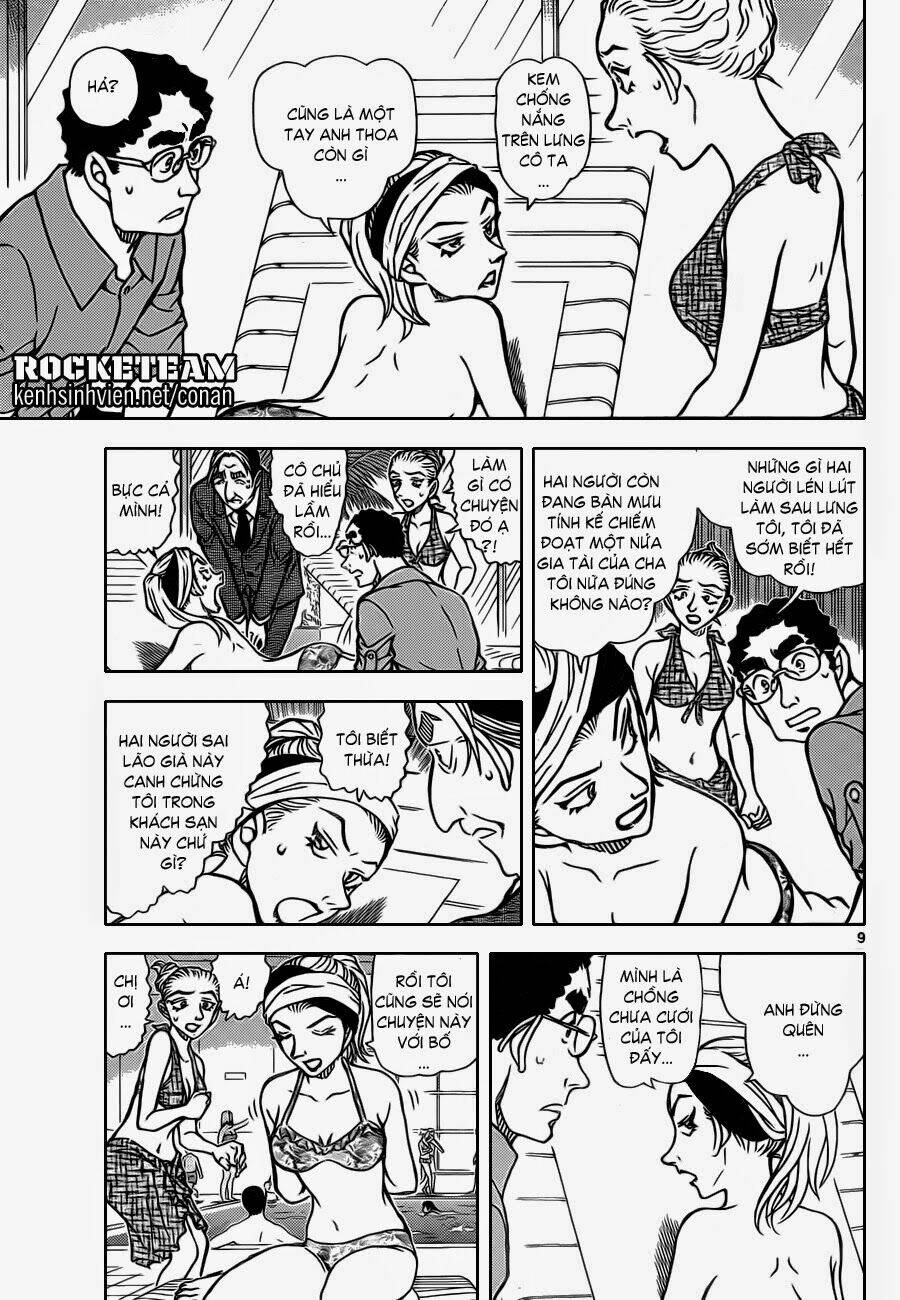 KEM
CHỐNG
NẮNG
TRÊN LƯNG
CÔ TA
...
CŨNG LÀ MỘT
TAY ANH THOA
CÒN GÌ
...
HẢ?
ROCKETEAM
kenhsinhvien.net/conan
NHỮNG GÌ HAI
NGƯỜI LÉN LÚT
LÀM SAU LƯNG
TÔI, TÔI ĐÃ
SỚM BIẾT HẾT
RỒI!
HAI NGƯỜI CÒN
ĐANG BÀN MƯU
TÍNH KẾ CHIẾM
ĐOẠT MỘT NỬA
GIA TÀI CỦA CHA
TÔI NỮA ĐÚNG
KHÔNG NÀO?
LÀM
GÌ CÓ
CHUYỆN
ĐÓ Ạ
?!
CÔ CHỦ
ĐÃ HIỂU
LẦM
RỒI...
BỰC CẢ
MÌNH!
TÔI BIẾT
THỪA!
HAI NGƯỜI SAI
LÃO GIÀ NÀY
CANH CHỪNG
TÔI TRONG
KHÁCH SẠN
NÀY CHỨ
GÌ?
9
ANH ĐỪNG
QUÊN
...
MÌNH LÀ
CHỒNG
CHƯA CƯỚI
CỦA TÔI
ĐẤY...
RỒI TÔI
CŨNG SẼ NÓI
CHUYỆN NÀY
VỚI BỐ
...
Á!
CHỊ
ƠI
...